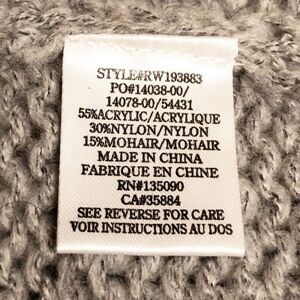 STYLE#RW193883
PO#14038-00/
14078-00/54431
55%ACRYLIC/ACRYLIQUE
30%NYLON/NYLON
15%MOHAIR/MOHAIR
MADE IN CHINA
FABRIQUE EN CHINE
RN#135090
CA#35884
SEE REVERSE FOR CARE
VOIR INSTRUCTIONS AU DOS